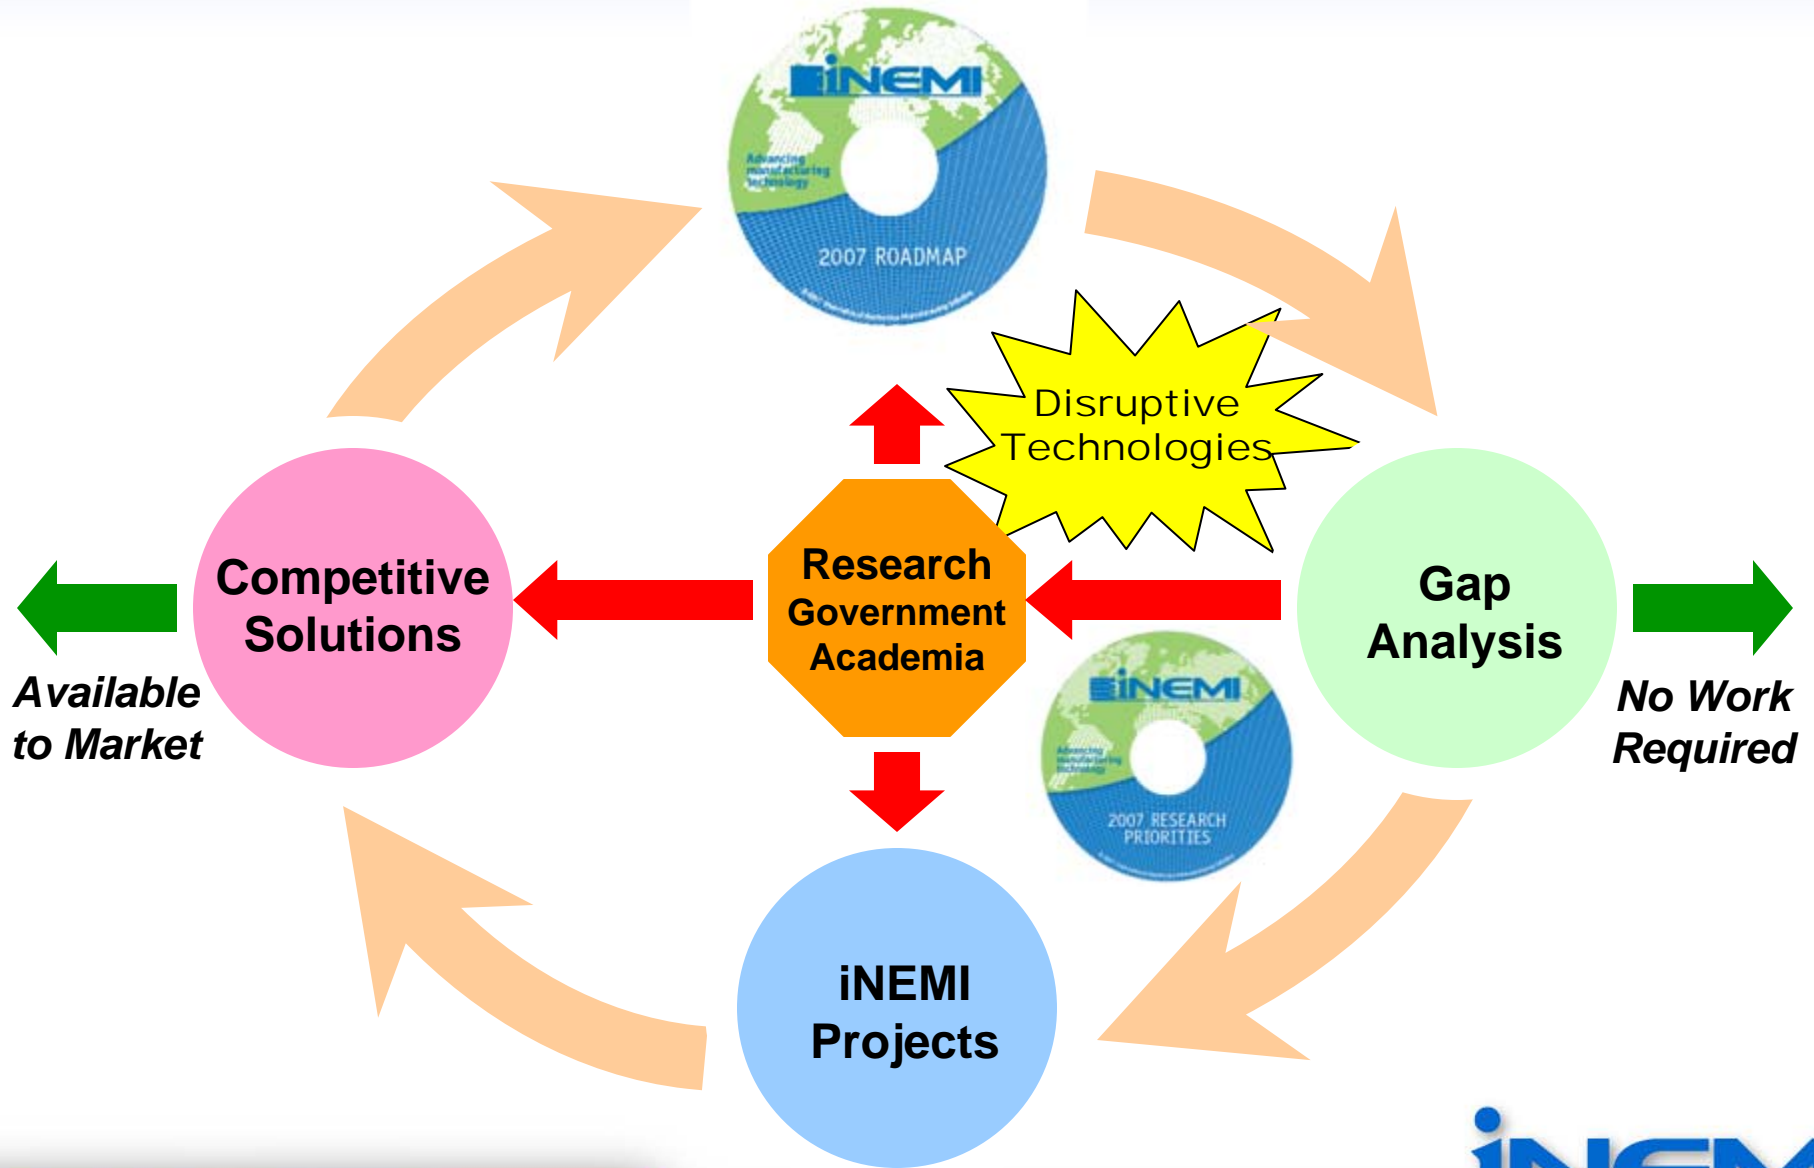 iNEMI
Advancing
manufacturing
technology
2007 ROADMAP
Disruptive
Technologies
Competitive
Solutions
Research
Government
Academia
Gap
Analysis
Available
to Market
No Work
Required
iNEMI
Advancing
manufacturing
technology
2007 RESEARCH
PRIORITIES
iNEMI
Projects
iNEM